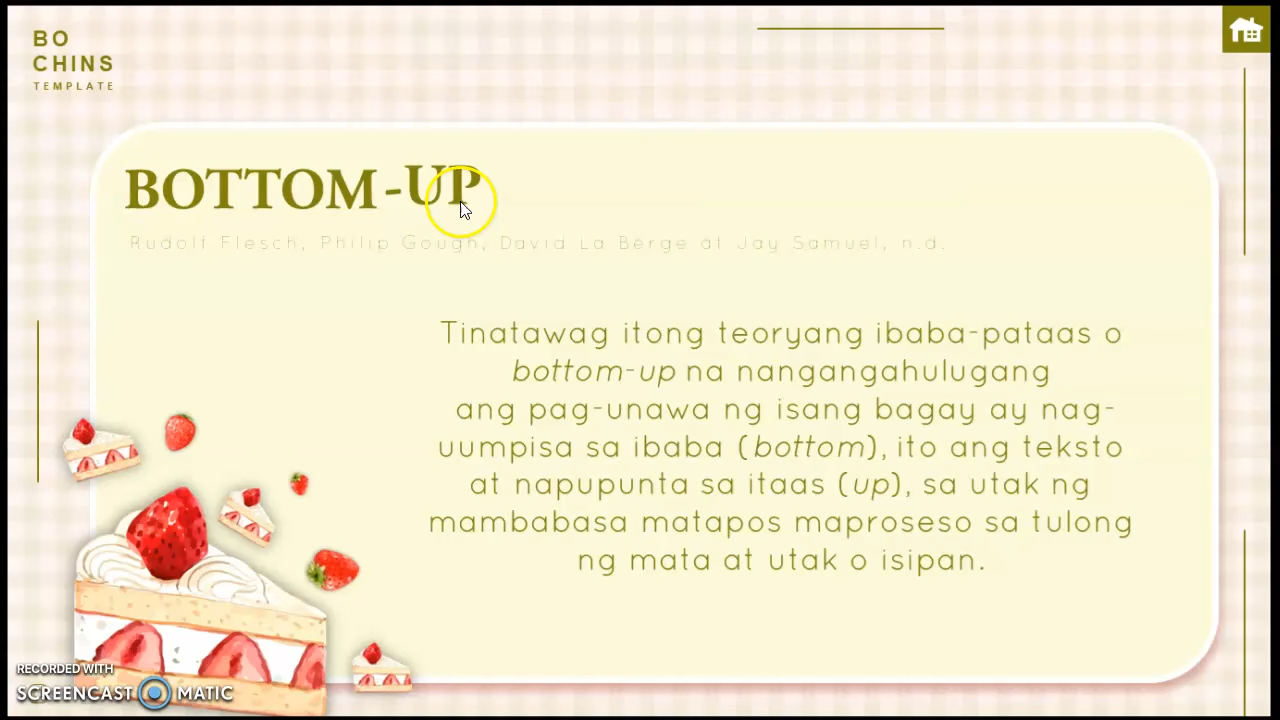 BO
CHINS
TEMPLATE
BOTTOM-UP
Rudolf Flesch, Philip Gough, David La Berge at Jay Samuel, n.d.
Tinatawag itong teoryang ibaba-pataas o
bottom-up na nangangahulugang
ang pag-unawa ng isang bagay ay nag-
uumpisa sa ibaba (bottom), ito ang teksto
at napupunta sa itaas (up), sa utak ng
mambabasa matapos maproseso sa tulong
ng mata at utak o isipan.
RECORDED WITH
SCREENCAST MATIC